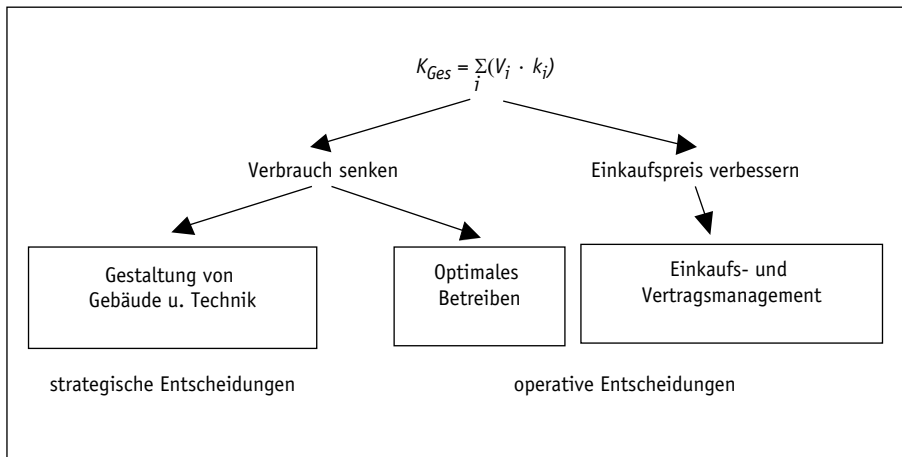 K_Ges = Σ_i (V_i · k_i)
Verbrauch senken
Einkaufspreis verbessern
Gestaltung von
Gebäude u. Technik
Optimales
Betreiben
Einkaufs- und
Vertragsmanagement
strategische Entscheidungen
operative Entscheidungen